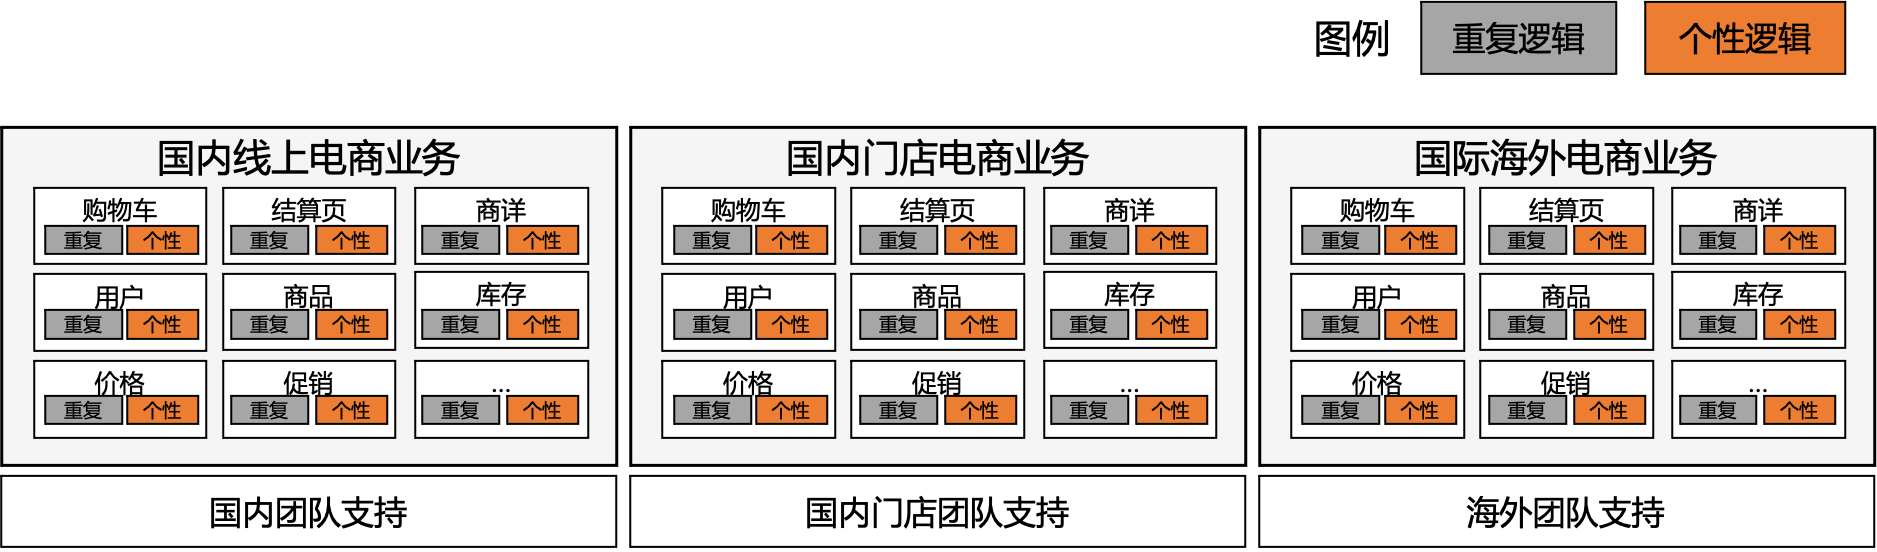 图例 重复逻辑 个性逻辑
国内线上电商业务
购物车 结算页 商详
重复 个性 重复 个性 重复 个性
用户 商品 库存
重复 个性 重复 个性 重复 个性
价格 促销 ...
重复 个性 重复 个性 重复 个性
国内团队支持
国内门店电商业务
购物车 结算页 商详
重复 个性 重复 个性 重复 个性
用户 商品 库存
重复 个性 重复 个性 重复 个性
价格 促销 ...
重复 个性 重复 个性 重复 个性
国内门店团队支持
国际海外电商业务
购物车 结算页 商详
重复 个性 重复 个性 重复 个性
用户 商品 库存
重复 个性 重复 个性 重复 个性
价格 促销 ...
重复 个性 重复 个性 重复 个性
海外团队支持